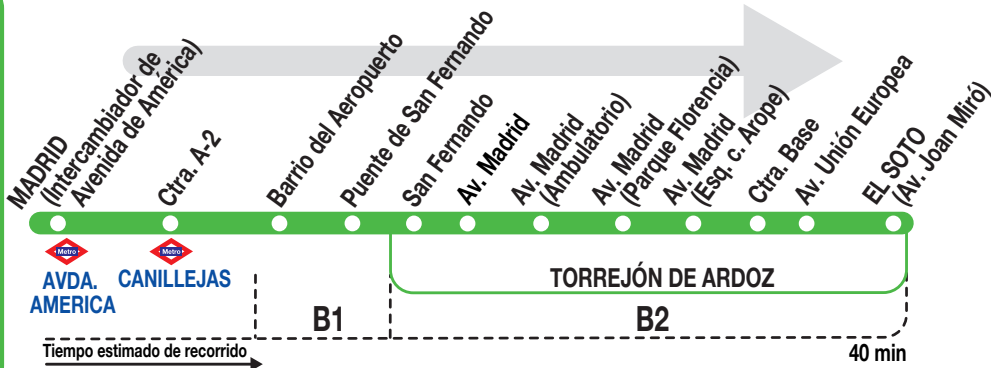 MADRID
(Intercambiador de
Avenida de América)
Ctra. A-2
Barrio del Aeropuerto
Puente de San Fernando
San Fernando
Av. Madrid
Av. Madrid
(Ambulatorio)
Av. Madrid
(Parque Florencia)
Av. Madrid
(Esq. c. Arope)
Ctra. Base
Av. Unión Europea
EL SOTO
(Av. Joan Miró)
Metro
AVDA.
AMERICA
Metro
CANILLEJAS
TORREJÓN DE ARDOZ
B1
B2
Tiempo estimado de recorrido
40 min